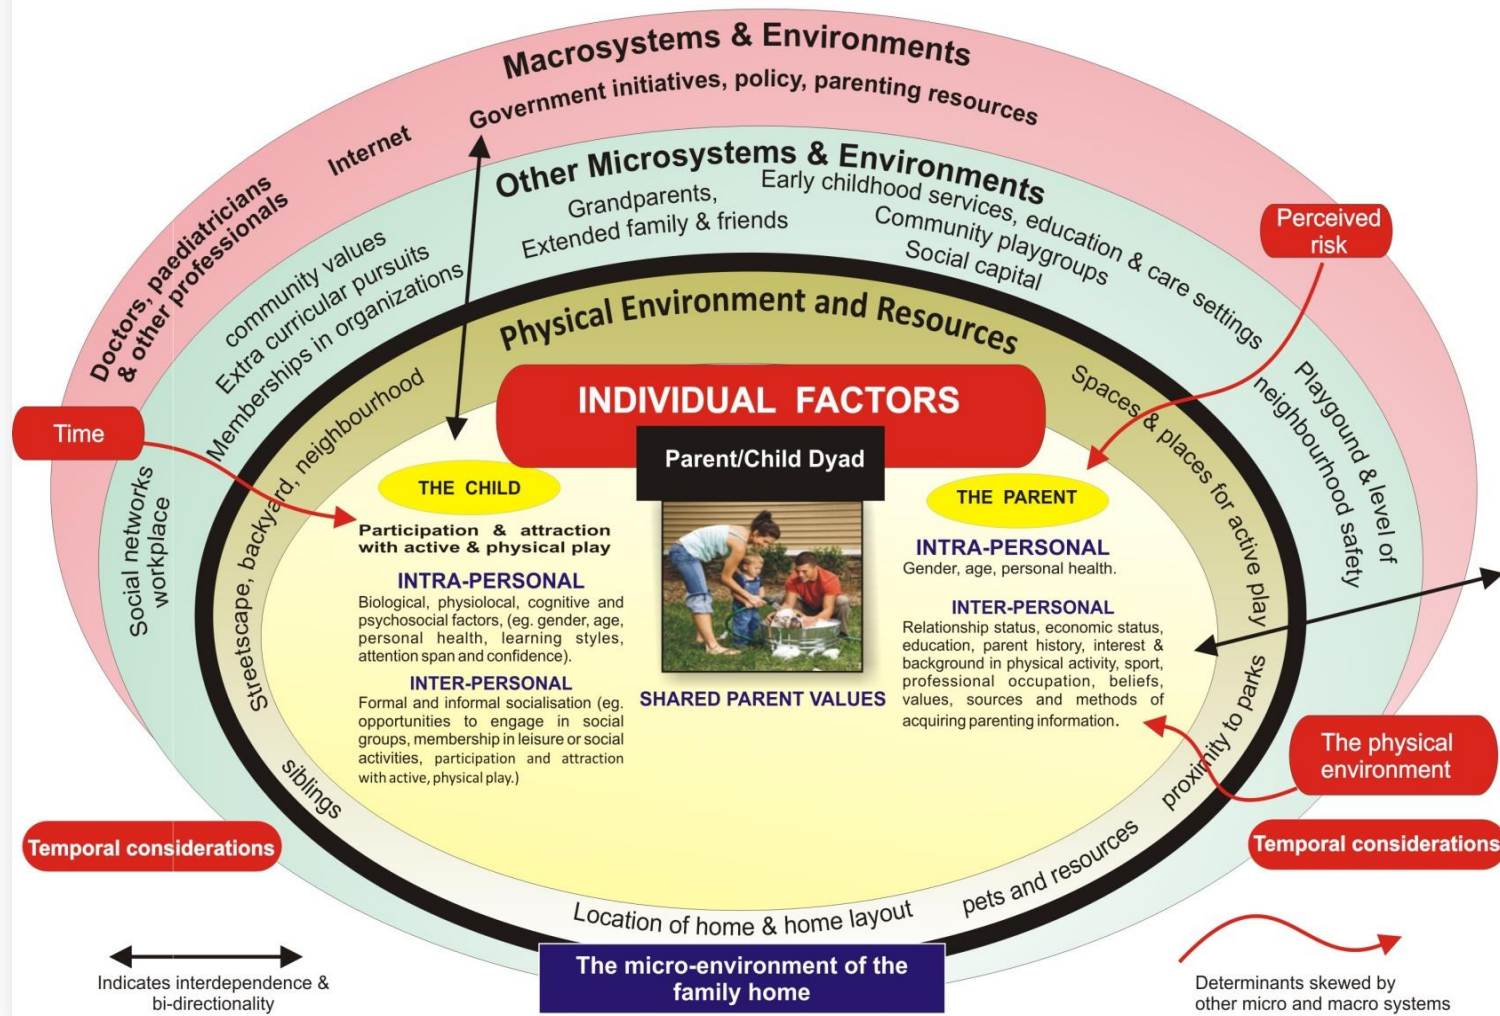 Macrosystems & Environments
Government initiatives, policy, parenting resources
Internet
Doctors, paediatricians
& other professionals
Other Microsystems & Environments
Grandparents,
Extended family & friends
Early childhood services, education & care settings
Community playgroups
Social capital
community values
Extra curricular pursuits
Memberships in organizations
Social networks
workplace
Playgound & level of
neighbourhood safety
Perceived
risk
Time
Physical Environment and Resources
Streetscape, backyard, neighbourhood
Spaces & places for active play
proximity to parks
pets and resources
Location of home & home layout
siblings
INDIVIDUAL FACTORS
Parent/Child Dyad
THE CHILD
Participation & attraction
with active & physical play
INTRA-PERSONAL
Biological, physiolocal, cognitive and
psychosocial factors, (eg. gender, age,
personal health, learning styles,
attention span and confidence).
INTER-PERSONAL
Formal and informal socialisation (eg.
opportunities to engage in social
groups, membership in leisure or social
activities, participation and attraction
with active, physical play.)
SHARED PARENT VALUES
THE PARENT
INTRA-PERSONAL
Gender, age, personal health.
INTER-PERSONAL
Relationship status, economic status,
education, parent history, interest &
background in physical activity, sport,
professional occupation, beliefs,
values, sources and methods of
acquiring parenting information.
The physical
environment
Temporal considerations
Temporal considerations
The micro-environment of the
family home
Indicates interdependence &
bi-directionality
Determinants skewed by
other micro and macro systems